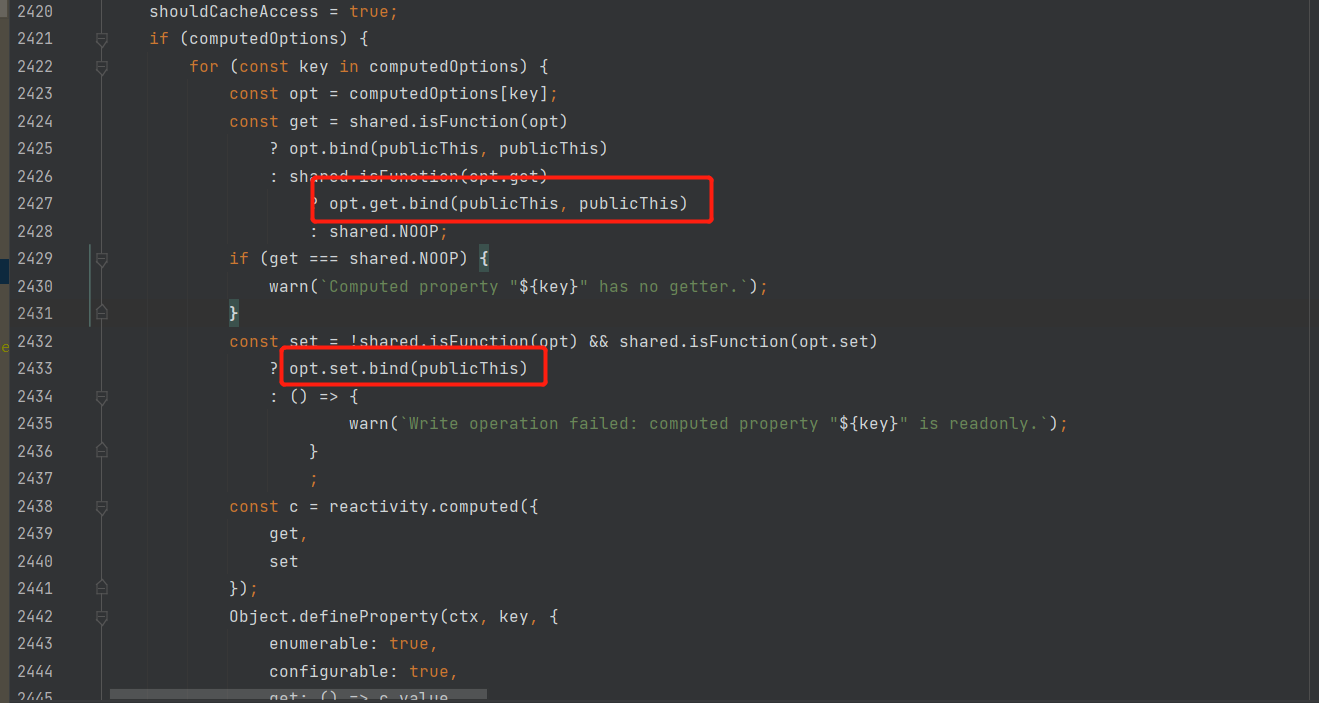 2420 shouldCacheAccess = true;
2421 if (computedOptions) {
2422 for (const key in computedOptions) {
2423 const opt = computedOptions[key];
2424 const get = shared.isFunction(opt)
2425 ? opt.bind(publicThis, publicThis)
2426 : shared.isFunction(opt.get)
2427 ? opt.get.bind(publicThis, publicThis)
2428 : shared.NOOP;
2429 if (get === shared.NOOP) {
2430 warn(`Computed property "${key}" has no getter.`);
2431 }
2432 const set = !shared.isFunction(opt) && shared.isFunction(opt.set)
2433 ? opt.set.bind(publicThis)
2434 : () => {
2435 warn(`Write operation failed: computed property "${key}" is readonly.`);
2436 }
2437 ;
2438 const c = reactivity.computed({
2439 get,
2440 set
2441 });
2442 Object.defineProperty(ctx, key, {
2443 enumerable: true,
2444 configurable: true,
2445 get: () => c.value